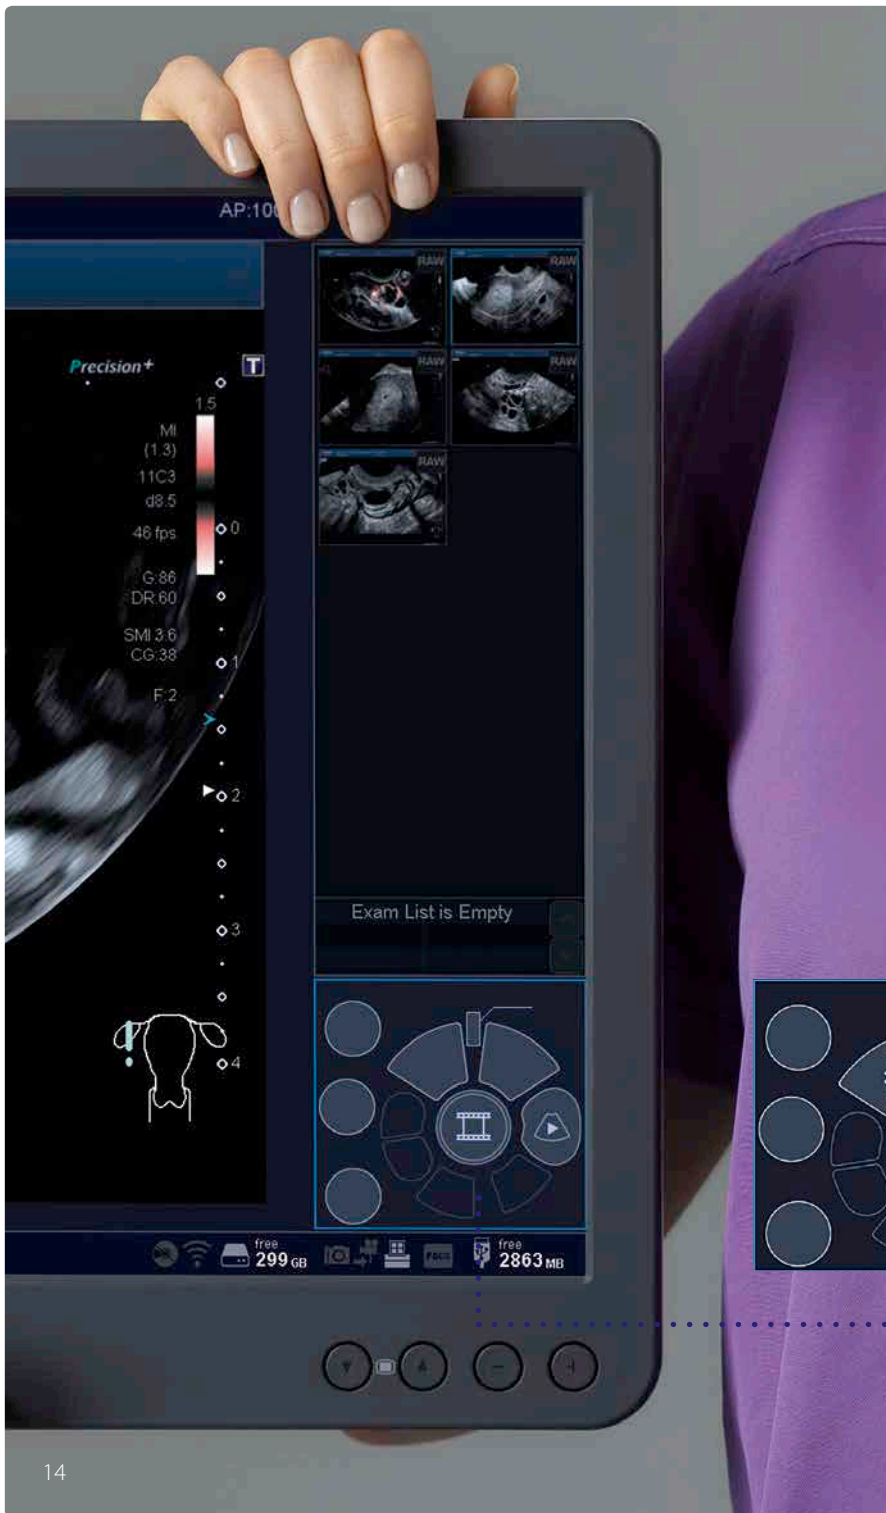 AP:100
RAW RAW
Precision+
T
RAW RAW
1.5
MI
(1.3)
11C3
d8.5
RAW
46 fps
0
G:86
DR:60
SMI 3:6
CG:38
1
F:2
2
Exam List is Empty
3
4
free
299 GB
free
2863 MB
14